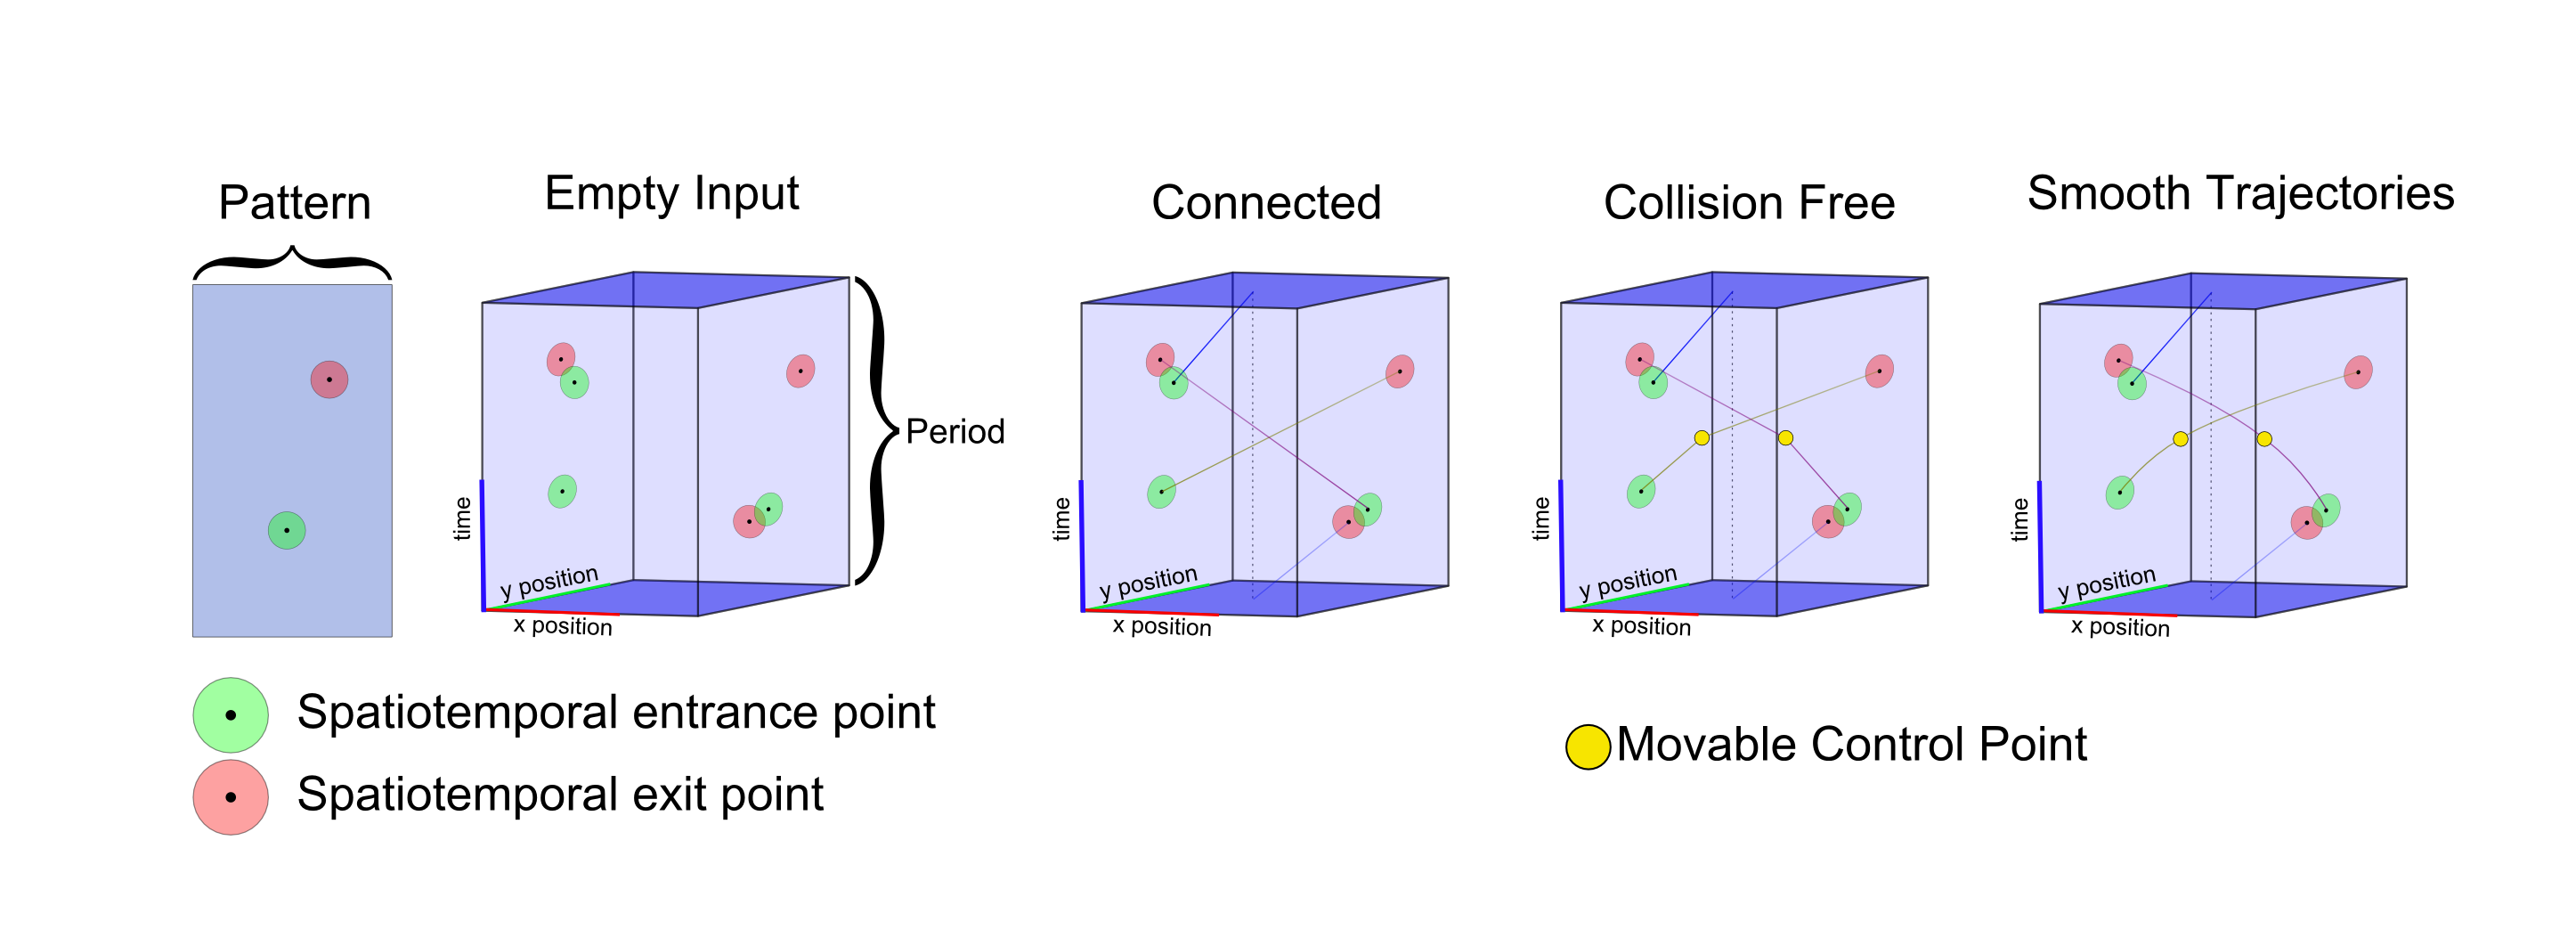 Pattern
Empty Input
Connected
Collision Free
Smooth Trajectories
Period
time
y position
x position
time
y position
x position
time
y position
x position
time
y position
x position
Spatiotemporal entrance point
Spatiotemporal exit point
Movable Control Point